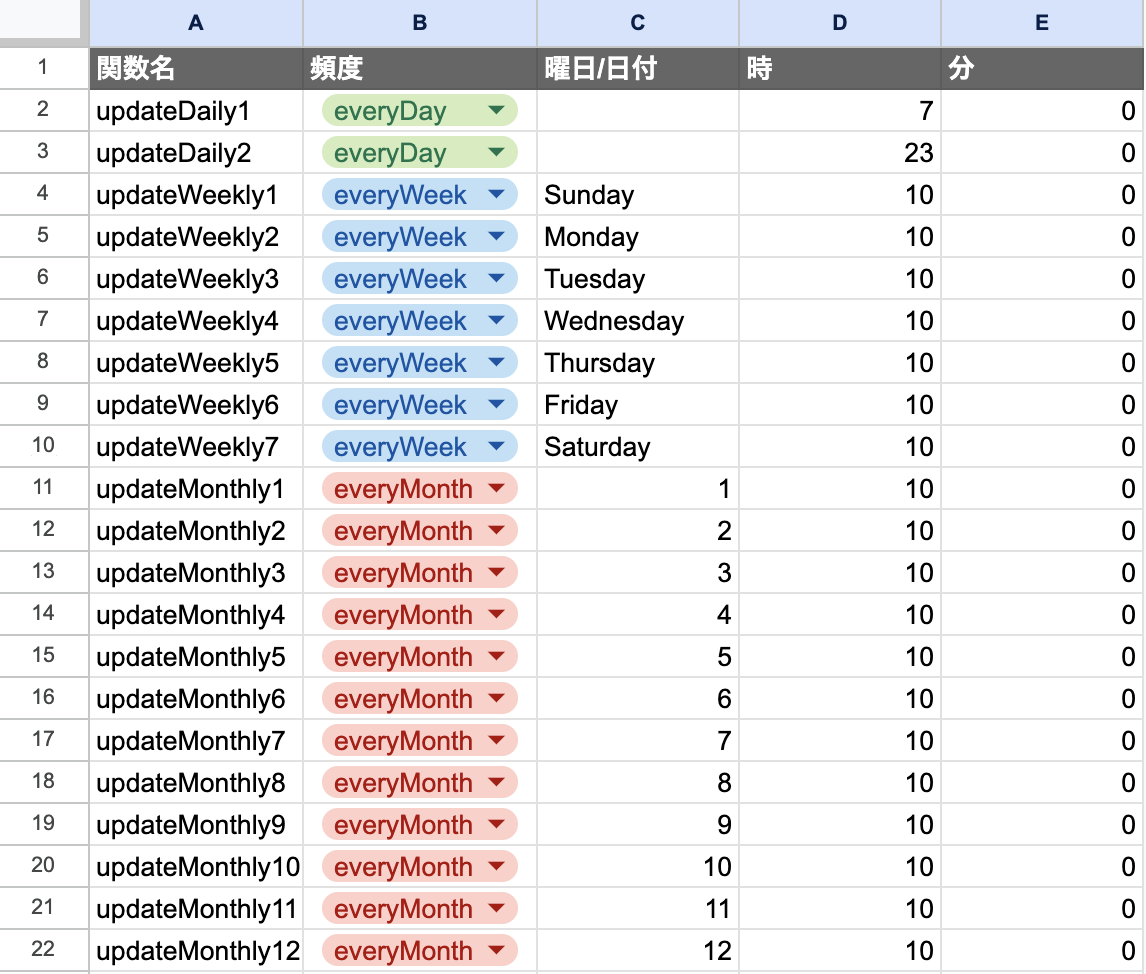 A B C D E
1 関数名 頻度 曜日/日付 時 分
2 updateDaily1 everyDay 7 0
3 updateDaily2 everyDay 23 0
4 updateWeekly1 everyWeek Sunday 10 0
5 updateWeekly2 everyWeek Monday 10 0
6 updateWeekly3 everyWeek Tuesday 10 0
7 updateWeekly4 everyWeek Wednesday 10 0
8 updateWeekly5 everyWeek Thursday 10 0
9 updateWeekly6 everyWeek Friday 10 0
10 updateWeekly7 everyWeek Saturday 10 0
11 updateMonthly1 everyMonth 1 10 0
12 updateMonthly2 everyMonth 2 10 0
13 updateMonthly3 everyMonth 3 10 0
14 updateMonthly4 everyMonth 4 10 0
15 updateMonthly5 everyMonth 5 10 0
16 updateMonthly6 everyMonth 6 10 0
17 updateMonthly7 everyMonth 7 10 0
18 updateMonthly8 everyMonth 8 10 0
19 updateMonthly9 everyMonth 9 10 0
20 updateMonthly10 everyMonth 10 10 0
21 updateMonthly11 everyMonth 11 10 0
22 updateMonthly12 everyMonth 12 10 0